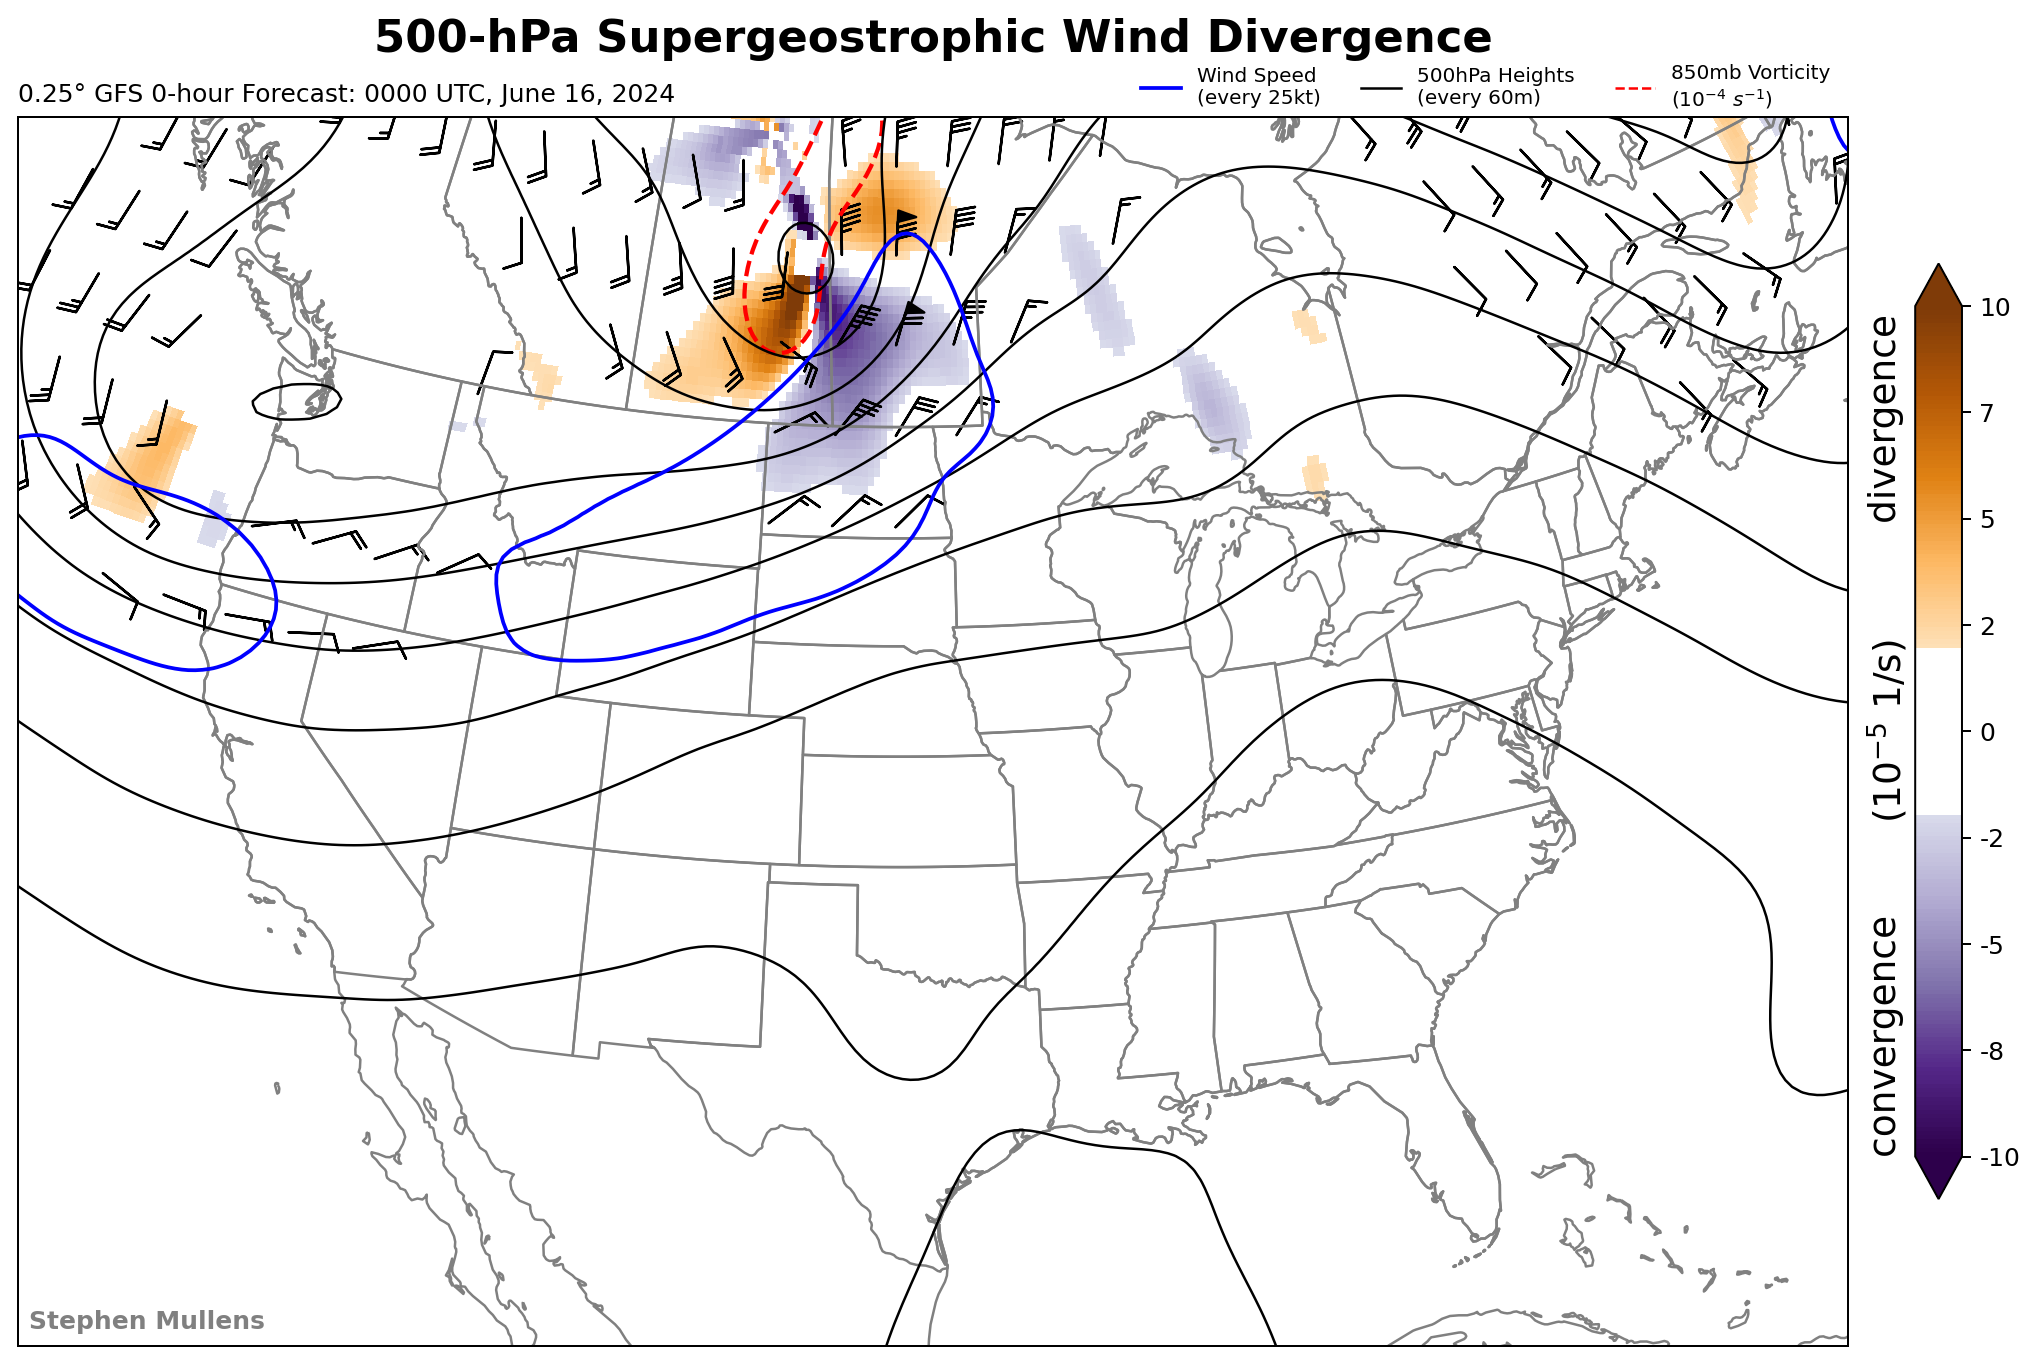 500-hPa Supergeostrophic Wind Divergence
0.25° GFS 0-hour Forecast: 0000 UTC, June 16, 2024
Wind Speed
(every 25kt)
500hPa Heights
(every 60m)
850mb Vorticity
(10⁻⁴ s⁻¹)
10
7
5
2
0
-2
-5
-8
-10
convergence (10⁻⁵ 1/s) divergence
Stephen Mullens